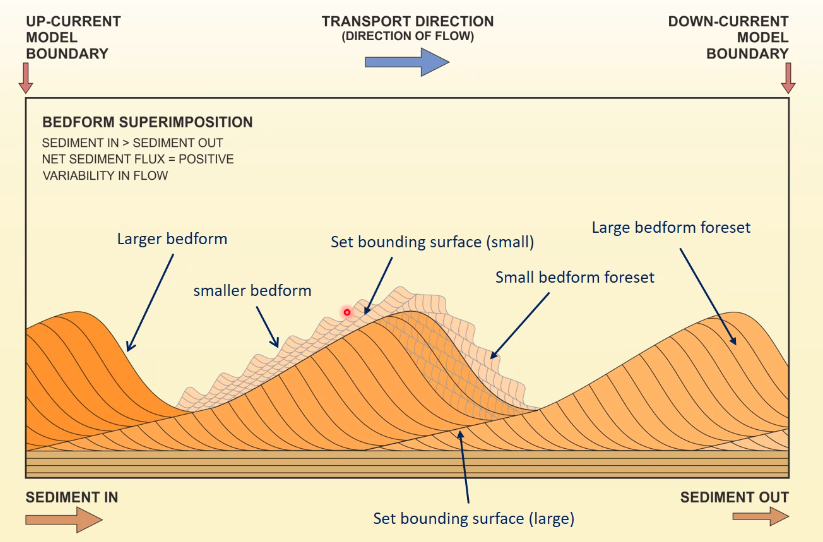 UP-CURRENT
MODEL
BOUNDARY
TRANSPORT DIRECTION
(DIRECTION OF FLOW)
DOWN-CURRENT
MODEL
BOUNDARY
BEDFORM SUPERIMPOSITION
SEDIMENT IN > SEDIMENT OUT
NET SEDIMENT FLUX = POSITIVE
VARIABILITY IN FLOW
Larger bedform
smaller bedform
Set bounding surface (small)
Small bedform foreset
Large bedform foreset
SEDIMENT IN
Set bounding surface (large)
SEDIMENT OUT